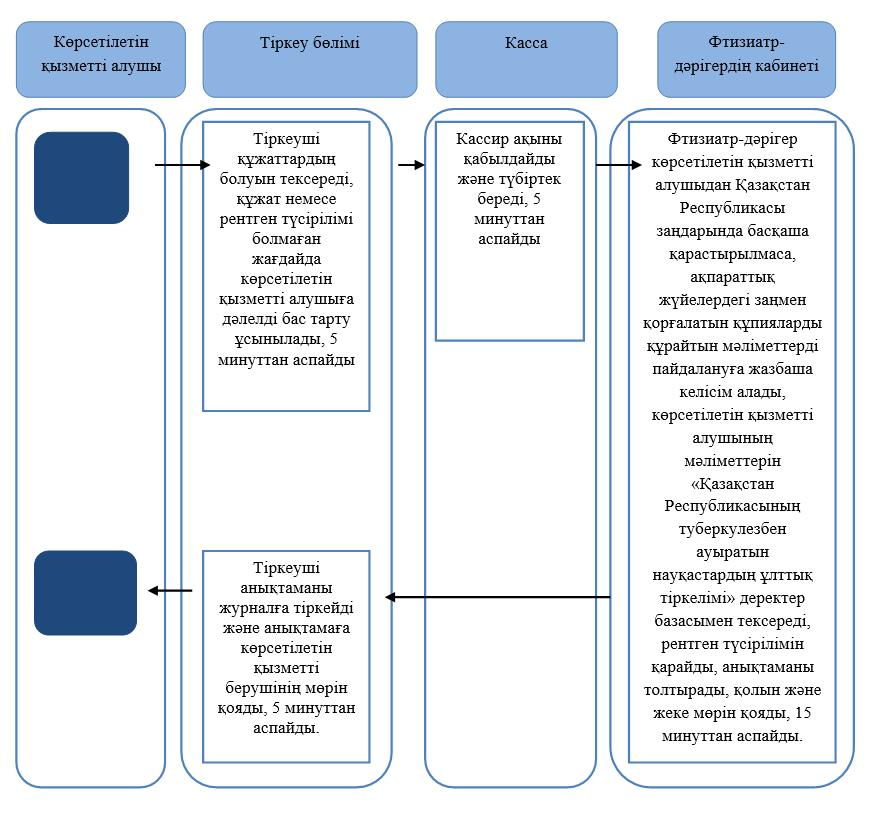 Көрсетілетін
қызметті алушы
Тіркеу бөлімі
Касса
Фтизиатр-
дәрігердің кабинеті
Тіркеуші
құжаттардың
болуын тексереді,
құжат немесе
рентген түсірілімі
болмаған
жағдайда
көрсетілетін
қызметті алушыға
дәлелді бас тарту
ұсынылады, 5
минуттан аспайды
Кассир ақыны
қабылдайды
және түбіртек
береді, 5
минуттан
аспайды
Фтизиатр-дәрігер
көрсетілетін қызметті
алушыдан Қазақстан
Республикасы
заңдарында басқаша
қарастырылмаса,
ақпараттық
жүйелердегі заңмен
қорғалатын құпияларды
құрайтын мәліметтерді
пайдалануға жазбаша
келісім алады,
көрсетілетін қызметті
алушының
мәліметтерін
«Қазақстан
Республикасының
туберкулезбен
ауыратын
науқастардың ұлттық
тіркелімі» деректер
базасымен тексереді,
рентген түсірілімін
қарайды, анықтаманы
толтырады, қолын және
жеке мөрін қояды, 15
минуттан аспайды.
Тіркеуші
анықтаманы
журналға тіркейді
және анықтамаға
көрсетілетін
қызметті
берушінің мөрін
қояды, 5 минуттан
аспайды.